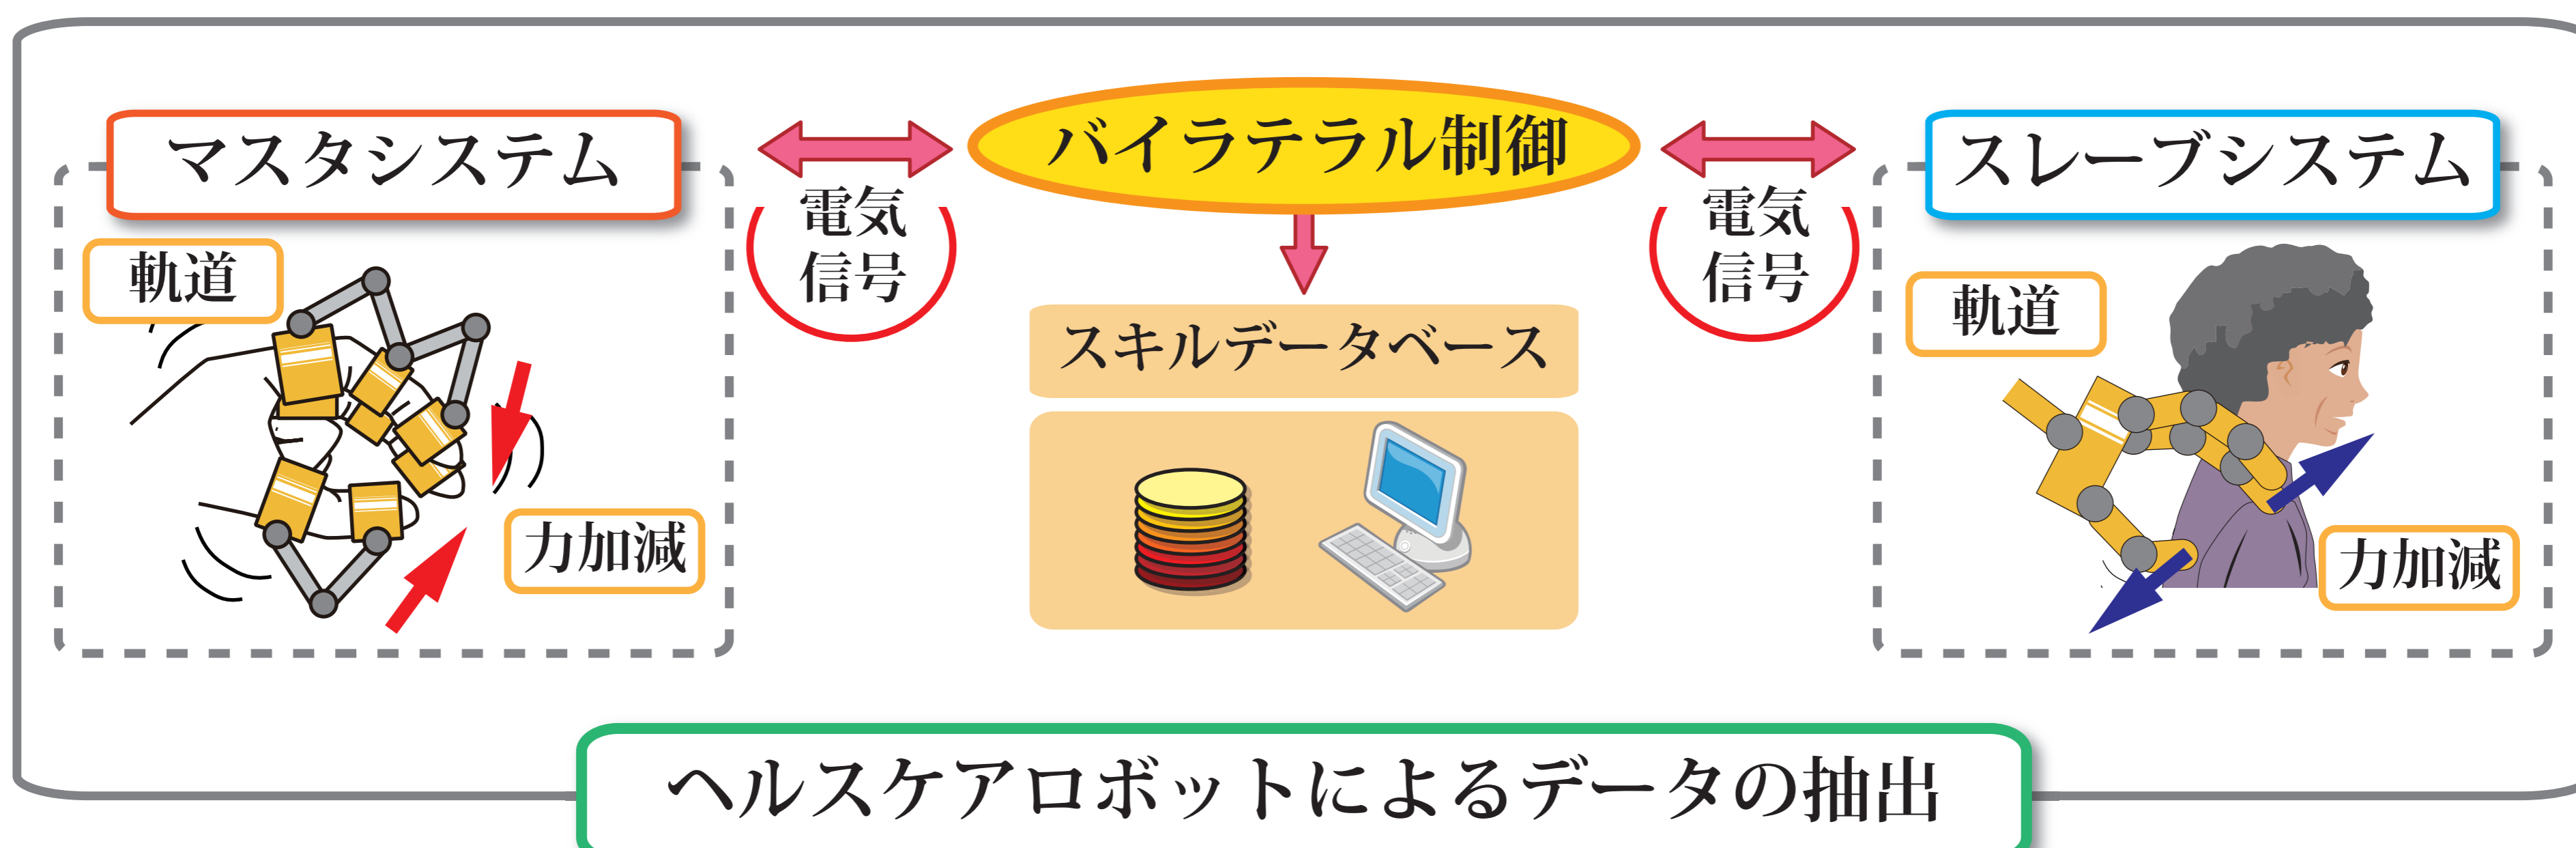 マスタシステム
軌道
力加減
電気
信号
バイラテラル制御
スキルデータベース
電気
信号
スレーブシステム
軌道
力加減
ヘルスケアロボットによるデータの抽出